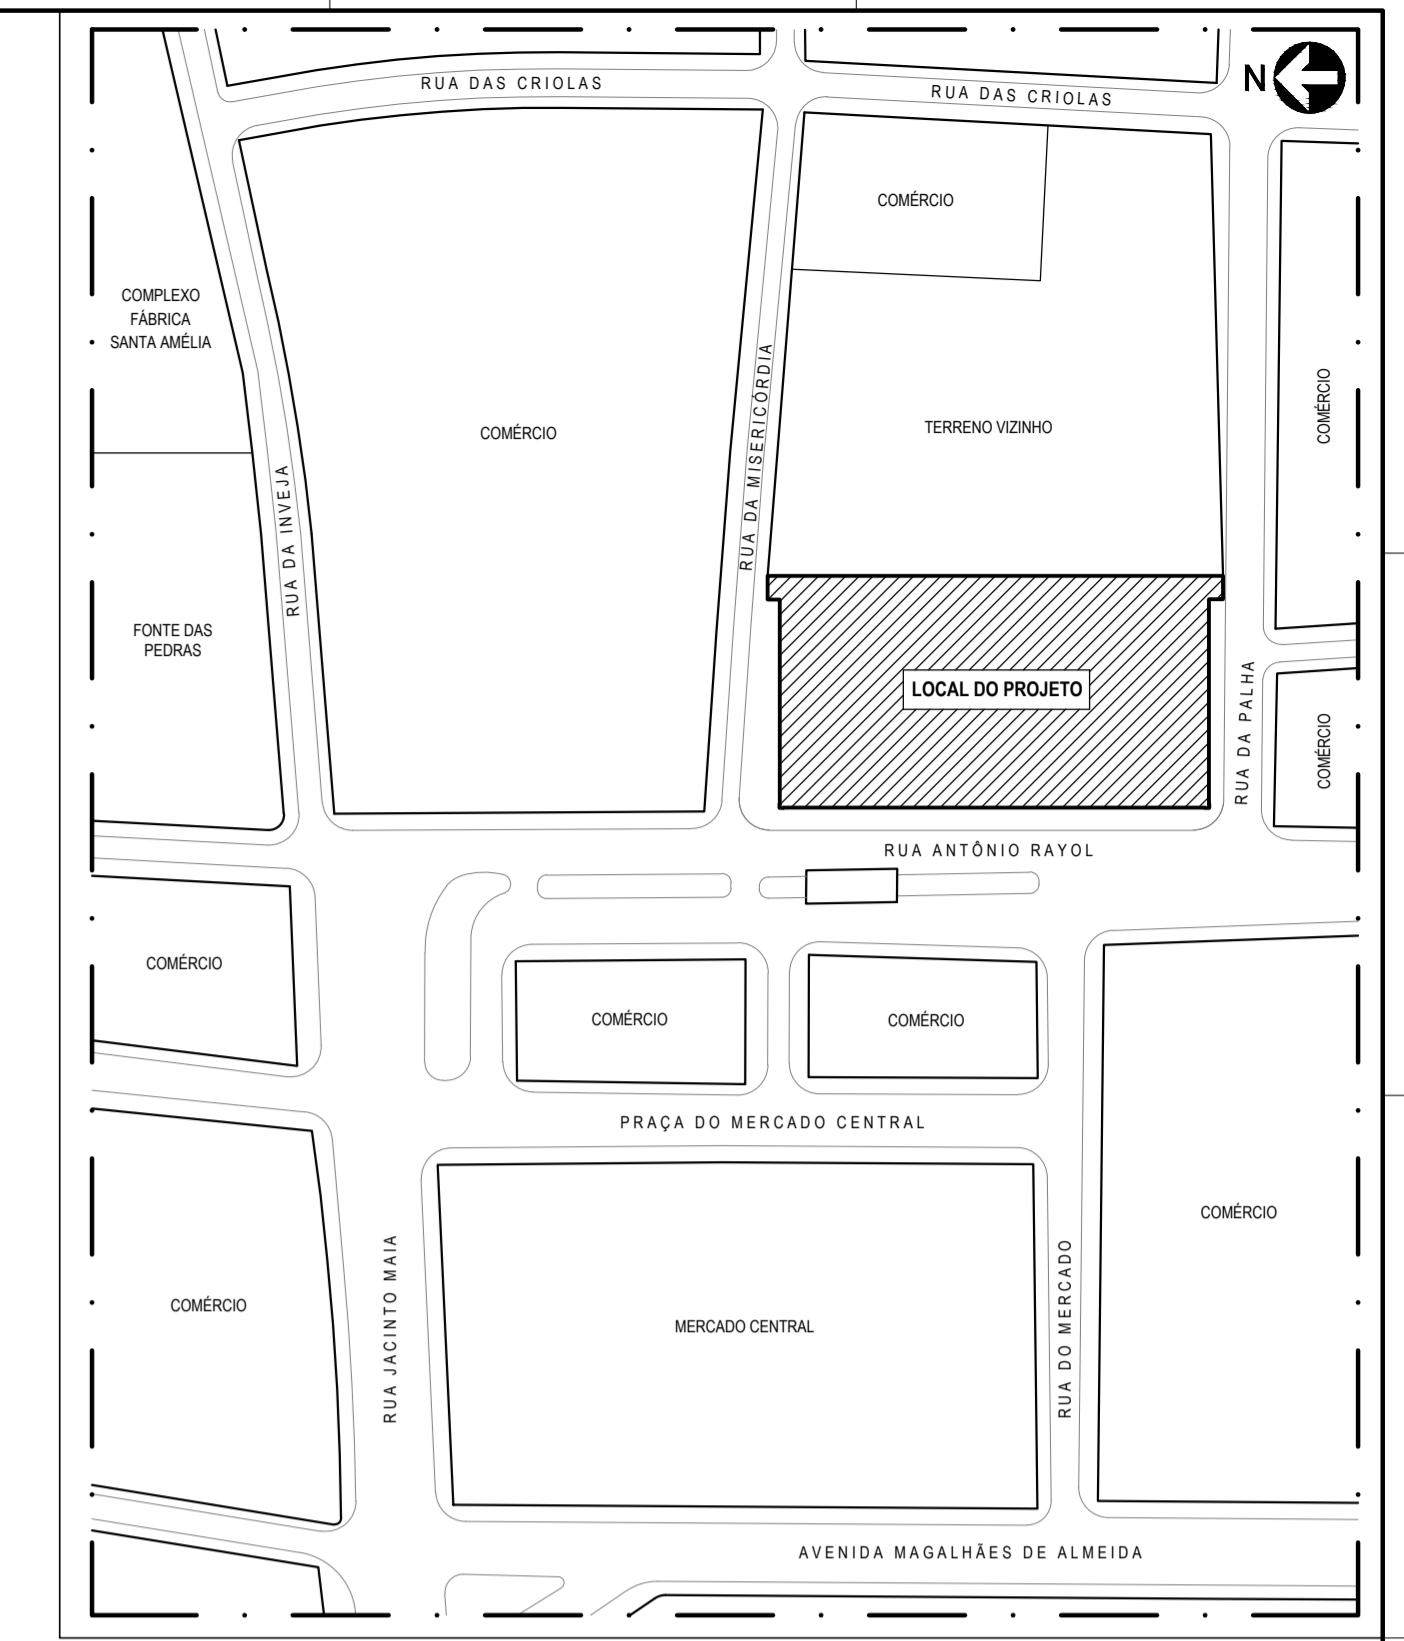 RUA DAS CRIOLAS
RUA DAS CRIOLAS
N
COMÉRCIO
COMPLEXO
FÁBRICA
SANTA AMÉLIA
COMÉRCIO
RUA DA MISERICÓRDIA
TERRENO VIZINHO
COMÉRCIO
RUA DA INVEJA
FONTE DAS
PEDRAS
LOCAL DO PROJETO
RUA DA PALHA
COMÉRCIO
RUA ANTÔNIO RAYOL
COMÉRCIO
COMÉRCIO
COMÉRCIO
PRAÇA DO MERCADO CENTRAL
COMÉRCIO
COMÉRCIO
RUA JACINTO MAIA
MERCADO CENTRAL
RUA DO MERCADO
AVENIDA MAGALHÃES DE ALMEIDA